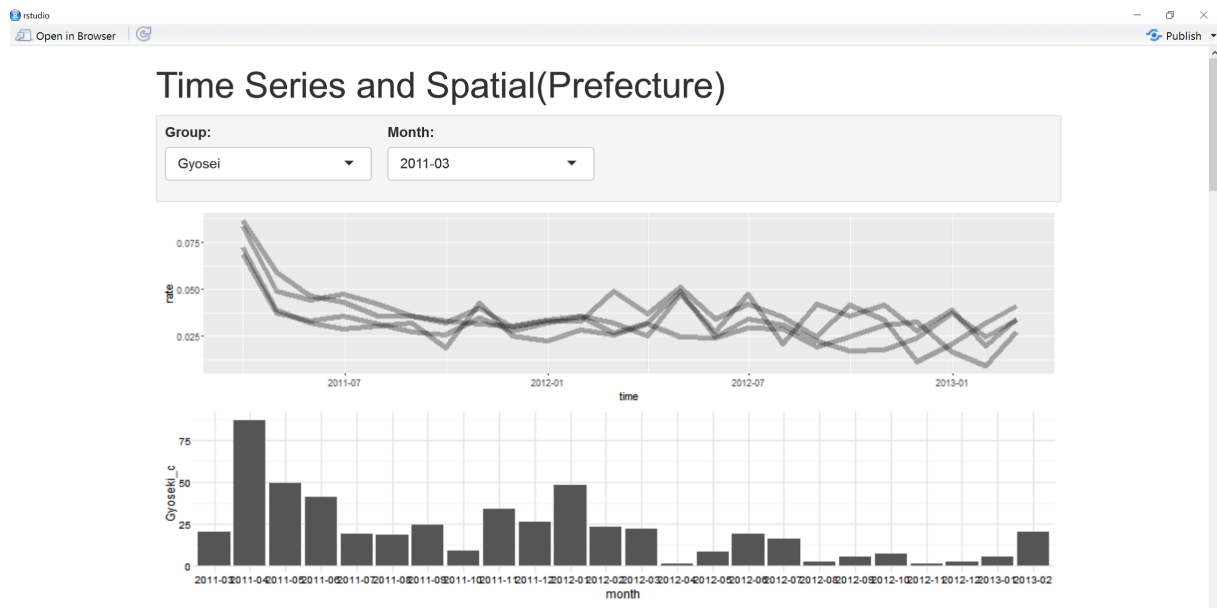 rstudio
Open in Browser
Publish
Time Series and Spatial(Prefecture)
Group: Month:
Gyosei 2011-03
rate
0.075
0.050
0.025
2011-07 2012-01 2012-07 2013-01
time
Gyoseki_c
75
50
25
0
2011-03 2011-04 2011-05 2011-06 2011-07 2011-08 2011-09 2011-10 2011-11 2011-12 2012-01 2012-02 2012-03 2012-04 2012-05 2012-06 2012-07 2012-08 2012-09 2012-10 2012-11 2012-12 2013-01 2013-02
month